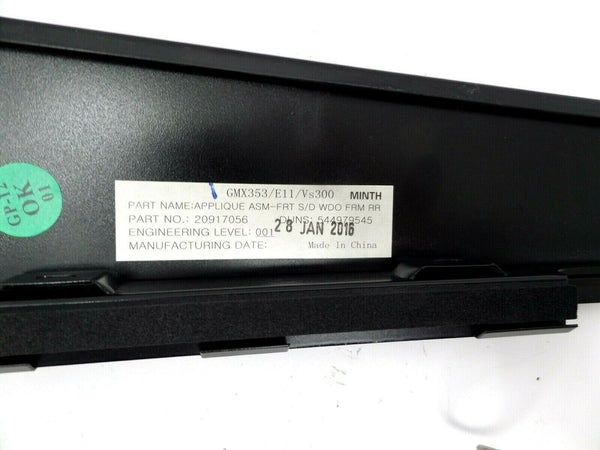 GP-12
OK
01
GMX353/E11/Vs300 MINTH
PART NAME:APPLIQUE ASM-FRT S/D WDO FRM RR
PART NO.: 20917056 DUNS: 544979545
ENGINEERING LEVEL: 001 28 JAN 2016
MANUFACTURING DATE: Made In China